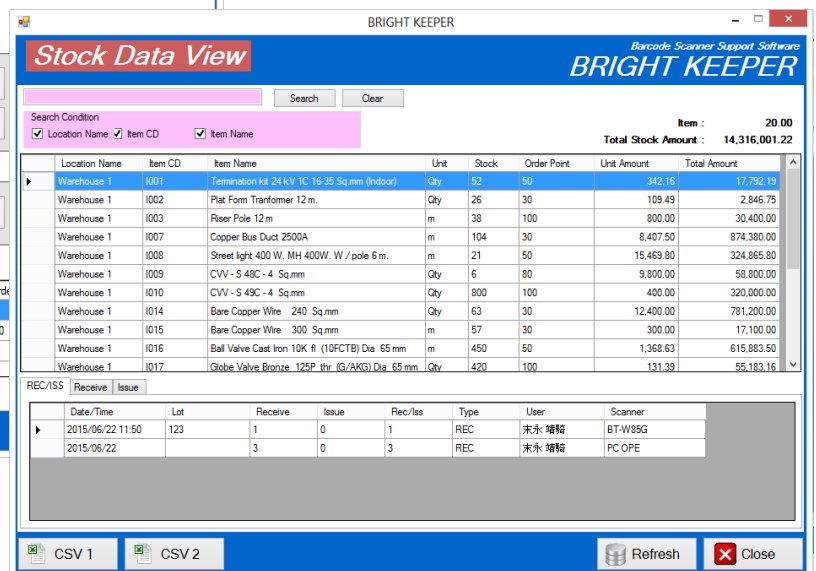 BRIGHT KEEPER
Stock Data View
Barcode Scanner Support Software
BRIGHT KEEPER
Search Clear
Search Condition
Location Name Item CD Item Name
Item : 20.00
Total Stock Amount : 14,316,001.22
Location Name Item CD Item Name Unit Stock Order Point Unit Amount Total Amount
Warehouse 1 I001 Termination kit 24 kV 1C 16-35 Sq.mm (Indoor) Qty 52 50 342.16 17,792.19
Warehouse 1 I002 Plat Form Tranformer 12 m. Qty 26 30 109.49 2,846.75
Warehouse 1 I003 Riser Pole 12 m m 38 100 800.00 30,400.00
Warehouse 1 I007 Copper Bus Duct 2500A m 104 30 8,407.50 874,380.00
Warehouse 1 I008 Street light 400 W. MH 400W. W / pole 6 m. m 21 50 15,469.80 324,865.80
Warehouse 1 I009 CVV - S 48C - 4 Sq.mm Qty 6 80 9,800.00 58,800.00
Warehouse 1 I010 CVV - S 49C - 4 Sq.mm Qty 800 100 400.00 320,000.00
Warehouse 1 I014 Bare Copper Wire 240 Sq.mm Qty 63 30 12,400.00 781,200.00
Warehouse 1 I015 Bare Copper Wire 300 Sq.mm m 57 30 300.00 17,100.00
Warehouse 1 I016 Ball Valve Cast Iron 10K fl (10FCTB) Dia 65 mm m 450 50 1,368.63 615,883.50
Warehouse 1 I017 Globe Valve Bronze 125P thr (G/AKG) Dia 65 mm Qty 420 100 131.39 55,183.16
REC/ISS Receive Issue
Date/Time Lot Receive Issue Rec/Iss Type User Scanner
2015/06/22 11:50 123 1 0 1 REC 末永 靖騎 BT-W85G
2015/06/22 3 0 3 REC 末永 靖騎 PC OPE
CSV 1 CSV 2 Refresh Close